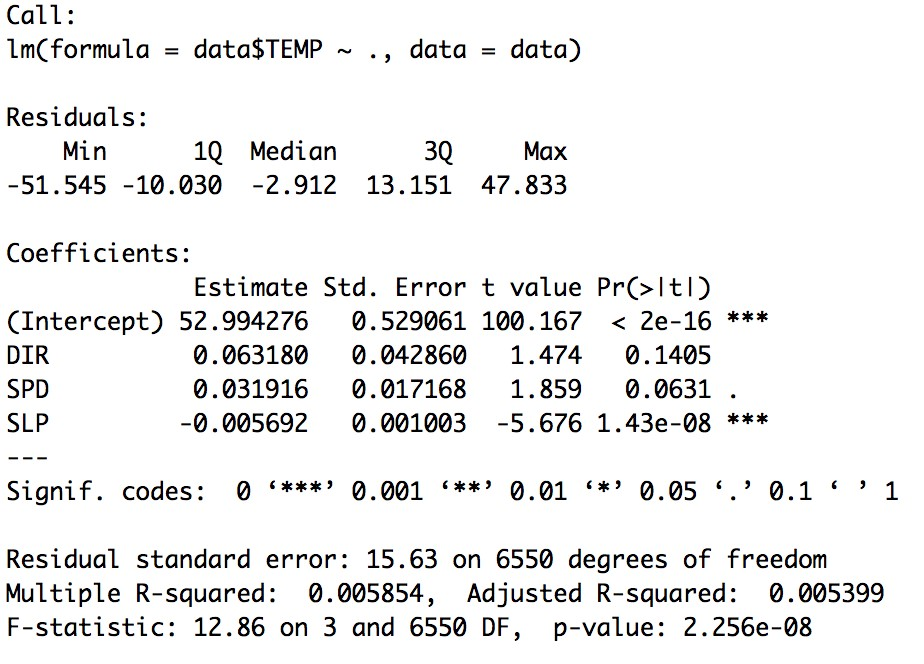 Call:
lm(formula = data$TEMP ~ ., data = data)
Residuals:
    Min      1Q  Median      3Q     Max
-51.545 -10.030  -2.912  13.151  47.833
Coefficients:
             Estimate Std. Error t value Pr(>|t|)
(Intercept) 52.994276   0.529061 100.167  < 2e-16 ***
DIR          0.063180   0.042860   1.474   0.1405
SPD          0.031916   0.017168   1.859   0.0631 .
SLP         -0.005692   0.001003  -5.676 1.43e-08 ***
---
Signif. codes:  0 ‘***’ 0.001 ‘**’ 0.01 ‘*’ 0.05 ‘.’ 0.1 ‘ ’ 1
Residual standard error: 15.63 on 6550 degrees of freedom
Multiple R-squared:  0.005854,  Adjusted R-squared:  0.005399
F-statistic: 12.86 on 3 and 6550 DF,  p-value: 2.256e-08